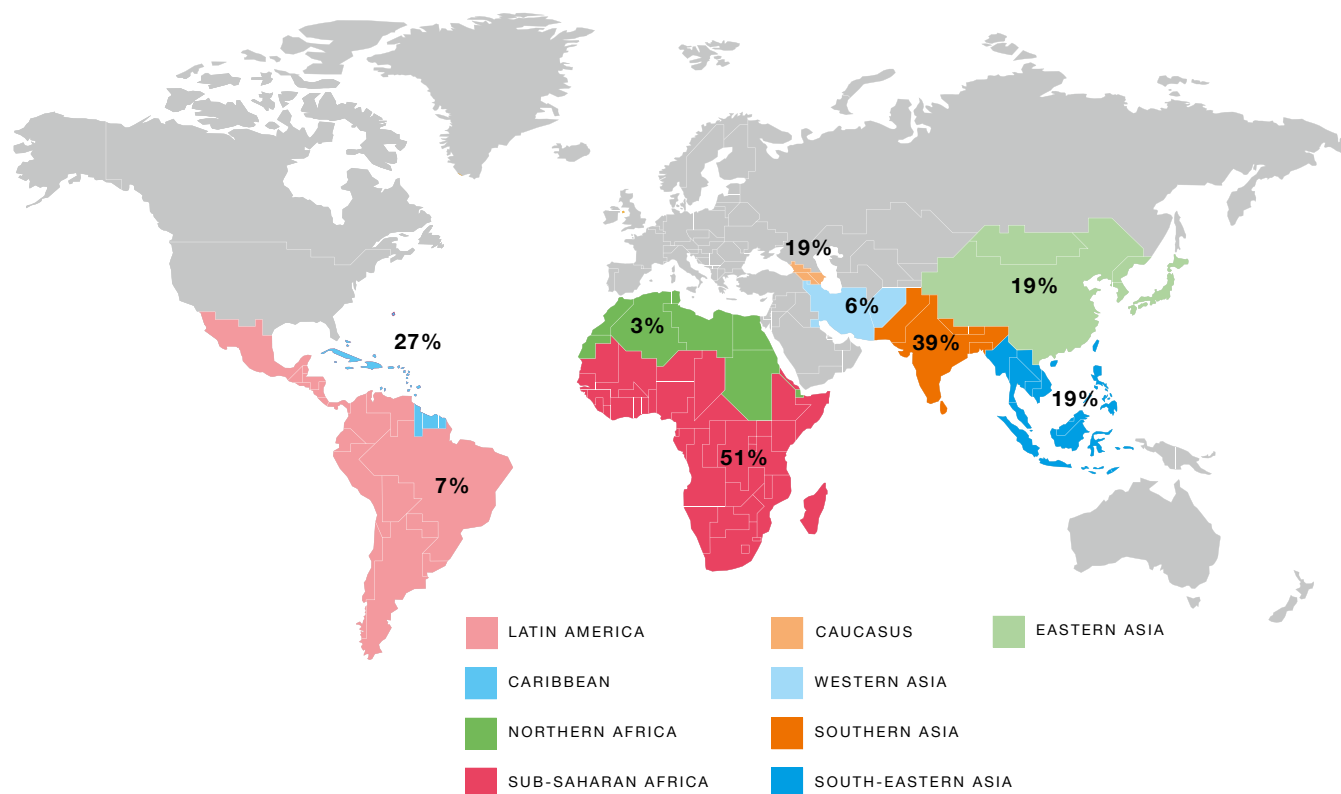 19%
19%
6%
3%
27%
39%
19%
51%
7%
LATIN AMERICA
CARIBBEAN
NORTHERN AFRICA
SUB-SAHARAN AFRICA
CAUCASUS
WESTERN ASIA
SOUTHERN ASIA
SOUTH-EASTERN ASIA
EASTERN ASIA